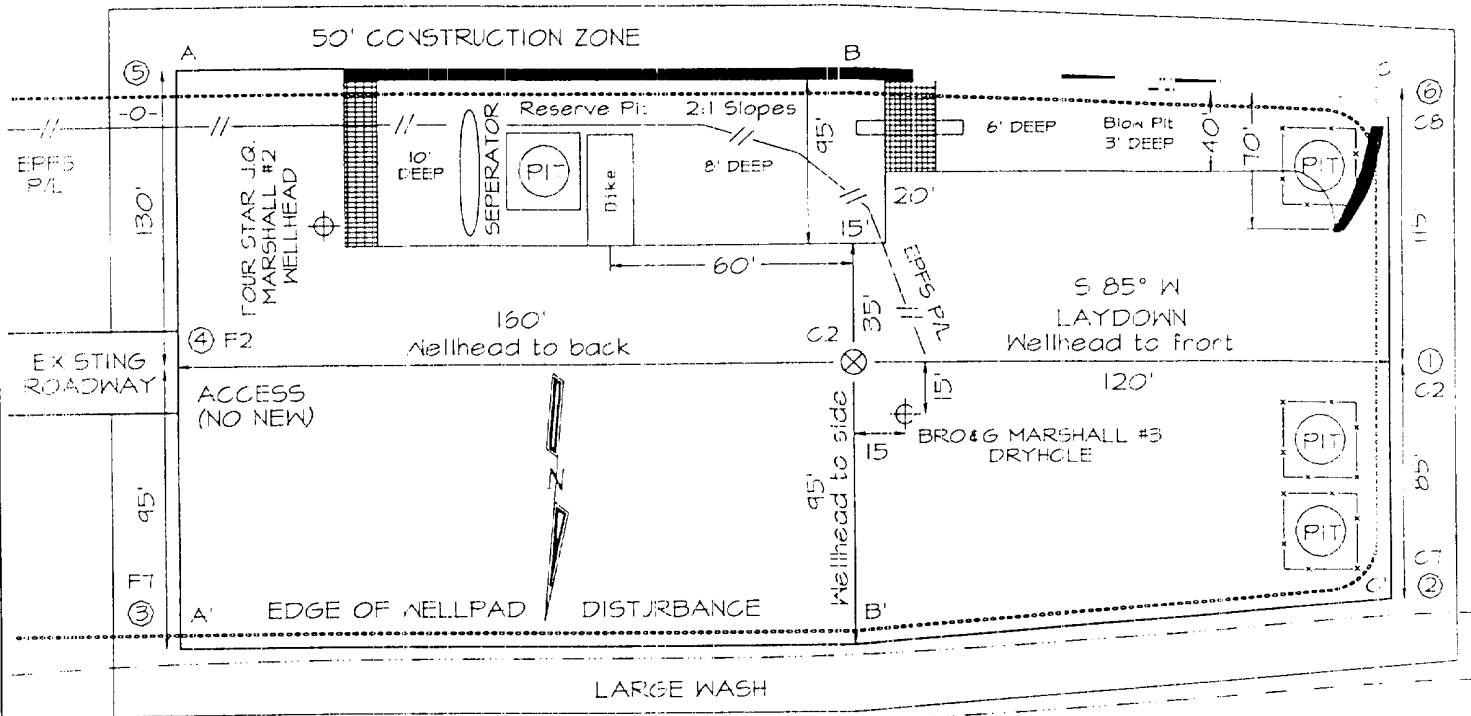 50' CONSTRUCTION ZONE
A
B
C
5
6
-0-
C8
Reserve Pit
2:1 Slopes
EPFS
P/L
10'
DEEP
SEPERATOR
PIT
Dike
8' DEEP
95'
6' DEEP
Blow Pit
3' DEEP
40'
70'
PIT
130'
FOUR STAR J.Q.
MARSHALL #2
WELLHEAD
20'
15'
60'
EPFS P/L
35'
115'
S 85° W
LAYDOWN
Wellhead to front
120'
160'
Wellhead to back
C.2
4
F2
1
C2
EXISTING
ROADWAY
ACCESS
(NO NEW)
15'
15
BRO&G MARSHALL #3
DRYHOLE
PIT
N
Wellhead to side
95'
95'
85'
PIT
F7
3
A'
EDGE OF WELLPAD DISTURBANCE
B'
C'
C7
2
LARGE WASH